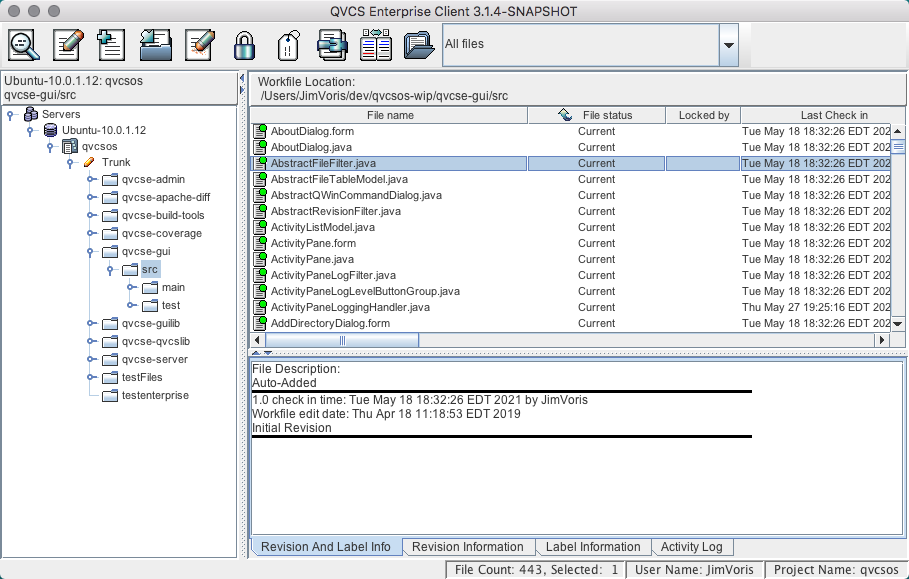 QVCS Enterprise Client 3.1.4-SNAPSHOT
All files
Ubuntu-10.0.1.12: qvcsos
qvcse-gui/src
Servers
Ubuntu-10.0.1.12
qvcsos
Trunk
qvcse-admin
qvcse-apache-diff
qvcse-build-tools
qvcse-coverage
qvcse-gui
src
main
test
qvcse-guilib
qvcse-qvcslib
qvcse-server
testFiles
testenterprise
Workfile Location:
/Users/JimVoris/dev/qvcsos-wip/qvcse-gui/src
File name File status Locked by Last Check in
AboutDialog.form Current Tue May 18 18:32:26 EDT 202
AboutDialog.java Current Tue May 18 18:32:26 EDT 202
AbstractFileFilter.java Current Tue May 18 18:32:26 EDT 202
AbstractFileTableModel.java Current Tue May 18 18:32:26 EDT 202
AbstractQWinCommandDialog.java Current Tue May 18 18:32:26 EDT 202
AbstractRevisionFilter.java Current Tue May 18 18:32:26 EDT 202
ActivityListModel.java Current Tue May 18 18:32:26 EDT 202
ActivityPane.form Current Tue May 18 18:32:26 EDT 202
ActivityPane.java Current Tue May 18 18:32:26 EDT 202
ActivityPaneLogFilter.java Current Tue May 18 18:32:26 EDT 202
ActivityPaneLogLevelButtonGroup.java Current Tue May 18 18:32:26 EDT 202
ActivityPaneLoggingHandler.java Current Thu May 27 19:25:16 EDT 202
AddDirectoryDialog.form Current Tue May 18 18:32:26 EDT 202
File Description:
Auto-Added
1.0 check in time: Tue May 18 18:32:26 EDT 2021 by JimVoris
Workfile edit date: Thu Apr 18 11:18:53 EDT 2019
Initial Revision
Revision And Label Info Revision Information Label Information Activity Log
File Count: 443, Selected: 1 User Name: JimVoris Project Name: qvcsos